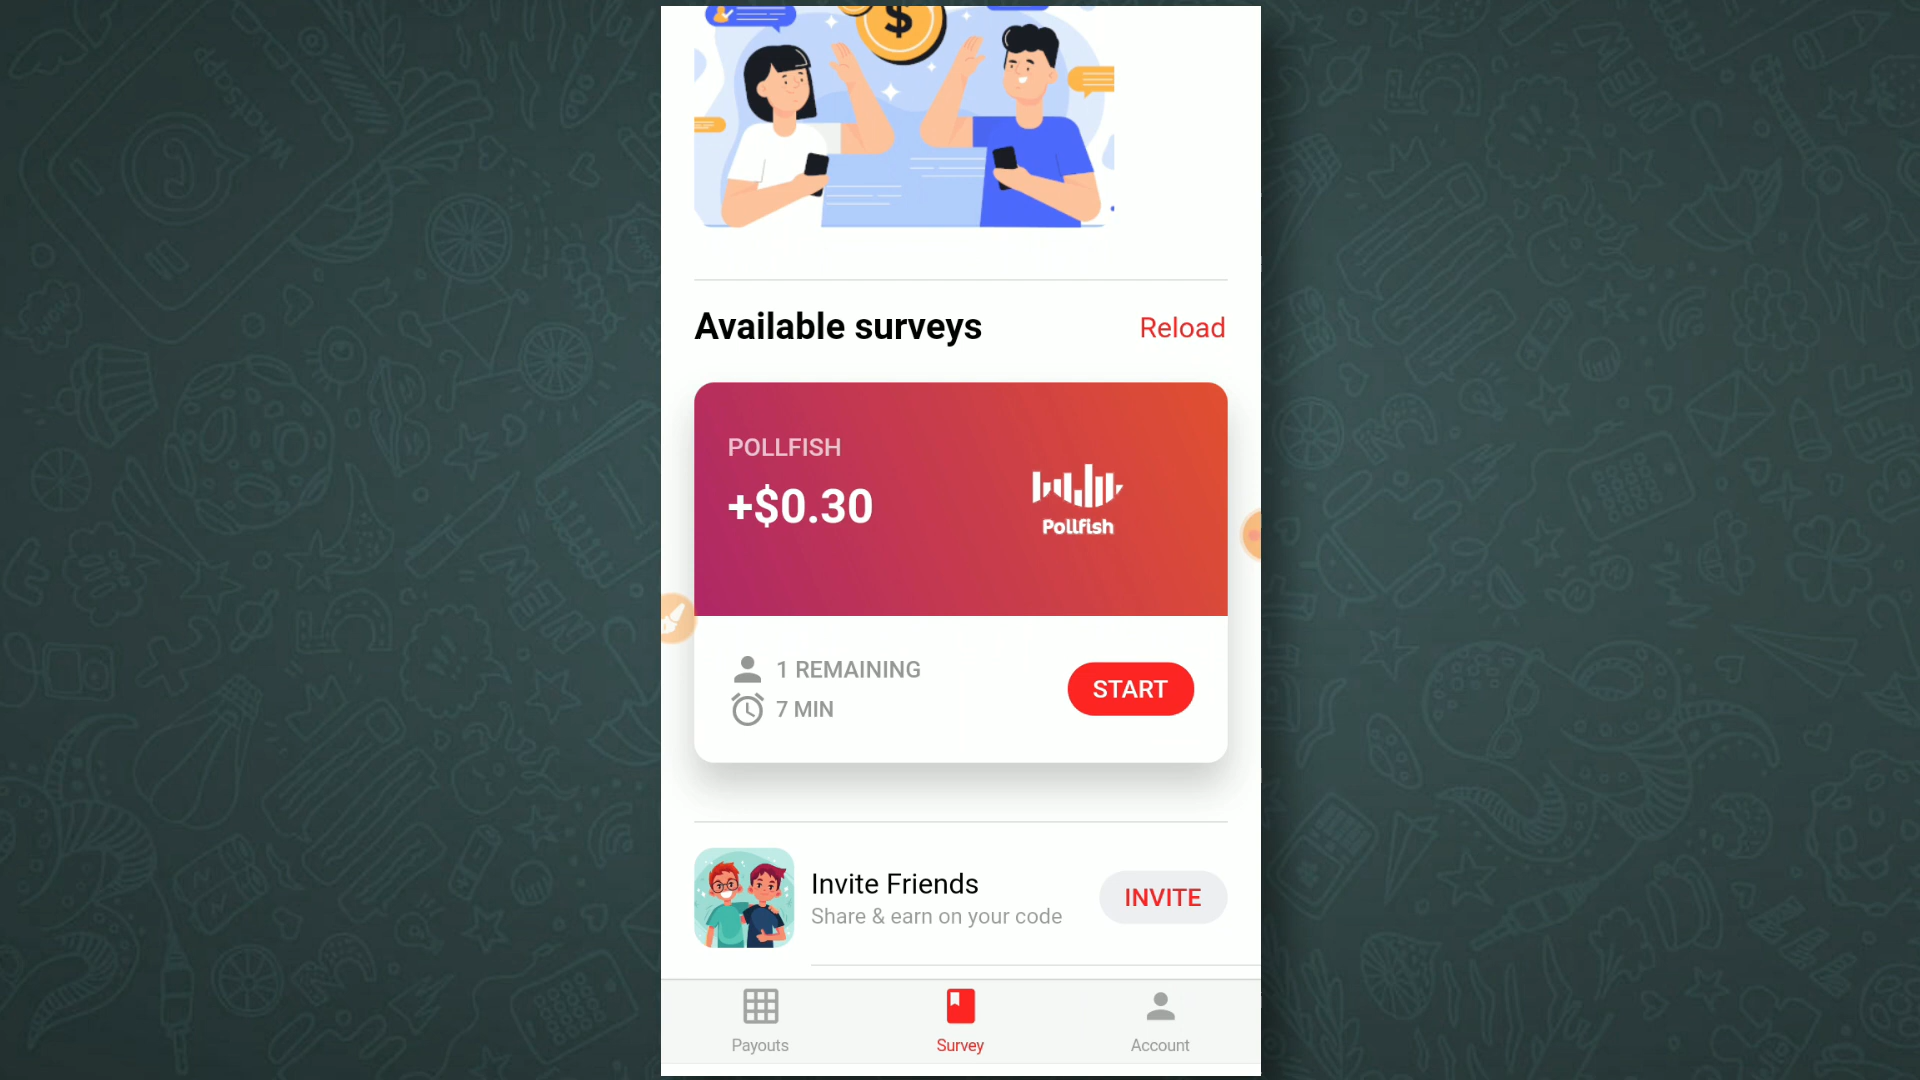 $
Available surveys
Reload
POLLFISH
+$0.30
Pollfish
1 REMAINING
7 MIN
START
Invite Friends
Share & earn on your code
INVITE
Payouts
Survey
Account